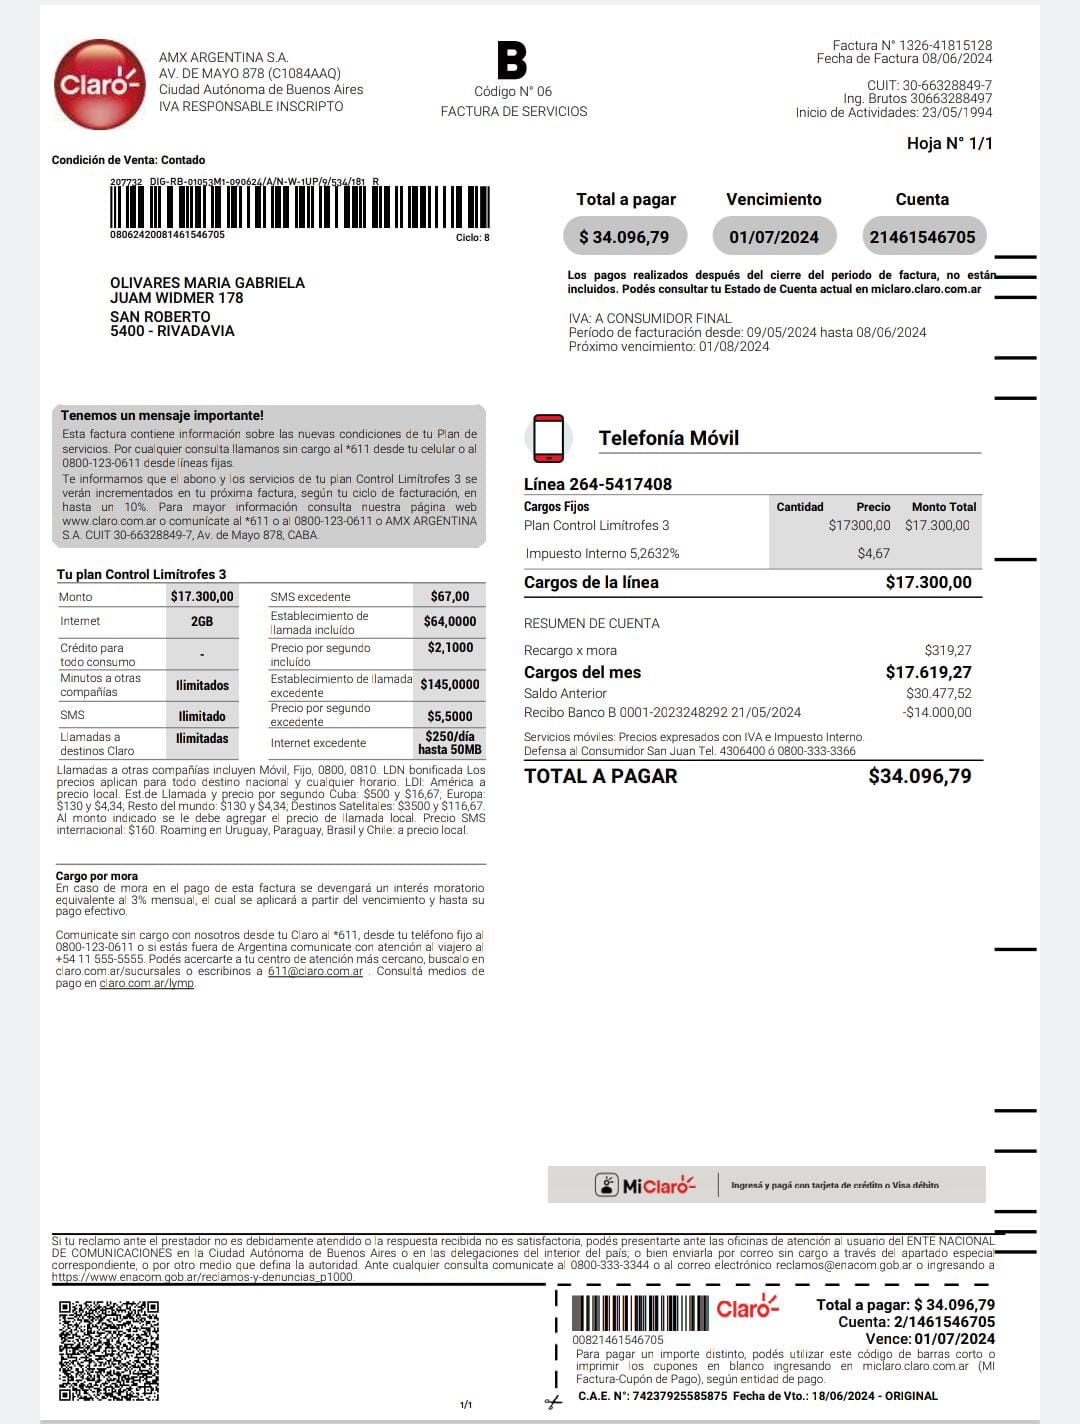 Claro
AMX ARGENTINA S.A.
AV. DE MAYO 878 (C1084AAQ)
Ciudad Autónoma de Buenos Aires
IVA RESPONSABLE INSCRIPTO
B
Código N° 06
FACTURA DE SERVICIOS
Factura N° 1326-41815128
Fecha de Factura 08/06/2024
CUIT: 30-66328849-7
Ing. Brutos 30663288497
Inicio de Actividades: 23/05/1994
Hoja N° 1/1
Condición de Venta: Contado
207732 DIG-RB-01053M1-090624/A/N-W-1UP/9/534/181 R
08062420081461546705
Ciclo: 8
OLIVARES MARIA GABRIELA
JUAM WIDMER 178
SAN ROBERTO
5400 - RIVADAVIA
Total a pagar Vencimiento Cuenta
$ 34.096,79 01/07/2024 21461546705
Los pagos realizados después del cierre del periodo de factura, no están
incluidos. Podés consultar tu Estado de Cuenta actual en miclaro.claro.com.ar
IVA: A CONSUMIDOR FINAL
Período de facturación desde: 09/05/2024 hasta 08/06/2024
Próximo vencimiento: 01/08/2024
Tenemos un mensaje importante!
Esta factura contiene información sobre las nuevas condiciones de tu Plan de
servicios. Por cualquier consulta llamanos sin cargo al *611 desde tu celular o al
0800-123-0611 desde líneas fijas.
Te informamos que el abono y los servicios de tu plan Control Limítrofes 3 se
verán incrementados en tu próxima factura, según tu ciclo de facturación, en
hasta un 10%. Para mayor información consulta nuestra página web
www.claro.com.ar o comunícate al *611 o al 0800-123-0611 o AMX ARGENTINA
S.A. CUIT 30-66328849-7, Av. de Mayo 878, CABA.
Tu plan Control Limítrofes 3
Monto $17.300,00
Internet 2GB
Crédito para
todo consumo -
Minutos a otras
compañías Ilimitados
SMS Ilimitado
Llamadas a
destinos Claro Ilimitadas
SMS excedente $67,00
Establecimiento de
llamada incluído $64,0000
Precio por segundo
incluído $2,1000
Establecimiento de llamada
excedente $145,0000
Precio por segundo
excedente $5,5000
Internet excedente $250/día
hasta 50MB
Llamadas a otras compañías incluyen Móvil, Fijo, 0800, 0810. LDN bonificada Los
precios aplican para todo destino nacional y cualquier horario. LDI: América a
precio local. Est.de Llamada y precio por segundo Cuba: $500 y $16,67; Europa:
$130 y $4,34; Resto del mundo: $130 y $4,34; Destinos Satelitales: $3500 y $116,67.
Al monto indicado se le debe agregar el precio de llamada local. Precio SMS
internacional: $160. Roaming en Uruguay, Paraguay, Brasil y Chile: a precio local.
Cargo por mora
En caso de mora en el pago de esta factura se devengará un interés moratorio
equivalente al 3% mensual, el cual se aplicará a partir del vencimiento y hasta su
pago efectivo.
Comunicate sin cargo con nosotros desde tu Claro al *611, desde tu teléfono fijo al
0800-123-0611 o si estás fuera de Argentina comunicate con atención al viajero al
+54 11 555-5555. Podés acercarte a tu centro de atención más cercano, buscalo en
claro.com.ar/sucursales o escribinos a 611@claro.com.ar . Consultá medios de
pago en claro.com.ar/lymp.
Telefonía Móvil
Línea 264-5417408
Cargos Fijos Cantidad Precio Monto Total
Plan Control Limítrofes 3 $17300,00 $17.300,00
Impuesto Interno 5,2632% $4,67
Cargos de la línea $17.300,00
RESUMEN DE CUENTA
Recargo x mora $319,27
Cargos del mes $17.619,27
Saldo Anterior $30.477,52
Recibo Banco B 0001-2023248292 21/05/2024 -$14.000,00
Servicios móviles: Precios expresados con IVA e Impuesto Interno.
Defensa al Consumidor San Juan Tel. 4306400 ó 0800-333-3366
TOTAL A PAGAR $34.096,79
MiClaro
Ingresá y pagá con tarjeta de crédito o Visa débito
Si tu reclamo ante el prestador no es debidamente atendido o la respuesta recibida no es satisfactoria, podés presentarte ante las oficinas de atención al usuario del ENTE NACIONAL
DE COMUNICACIONES en la Ciudad Autónoma de Buenos Aires o en las delegaciones del interior del país; o bien enviarla por correo sin cargo a través del apartado especial
correspondiente, o por otro medio que defina la autoridad. Ante cualquier consulta comunicate al 0800-333-3344 o al correo electrónico reclamos@enacom.gob.ar o ingresando a
https://www.enacom.gob.ar/reclamos-y-denuncias_p1000.
00821461546705
Claro
Total a pagar: $ 34.096,79
Cuenta: 2/1461546705
Vence: 01/07/2024
Para pagar un importe distinto, podés utilizar este código de barras corto o
imprimir los cupones en blanco ingresando en miclaro.claro.com.ar (MI
Factura-Cupón de Pago), según entidad de pago.
C.A.E. N°: 74237925585875 Fecha de Vto.: 18/06/2024 - ORIGINAL
1/1